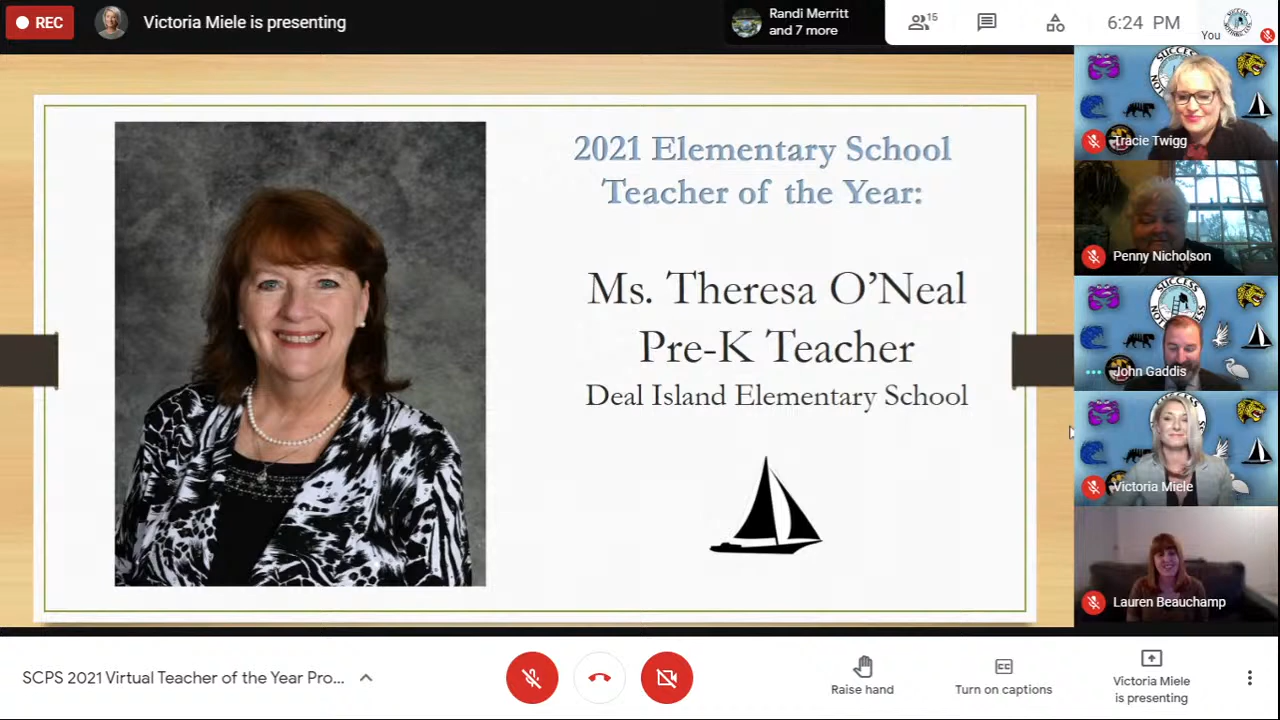 REC
Victoria Miele is presenting
Randi Merritt
and 7 more
15
6:24 PM
You
2021 Elementary School
Teacher of the Year:
Ms. Theresa O’Neal
Pre-K Teacher
Deal Island Elementary School
SUCCESS
Tracie Twigg
Penny Nicholson
SUCCESS
John Gaddis
Victoria Miele
Lauren Beauchamp
SCPS 2021 Virtual Teacher of the Year Pro...
Raise hand
Turn on captions
Victoria Miele
is presenting